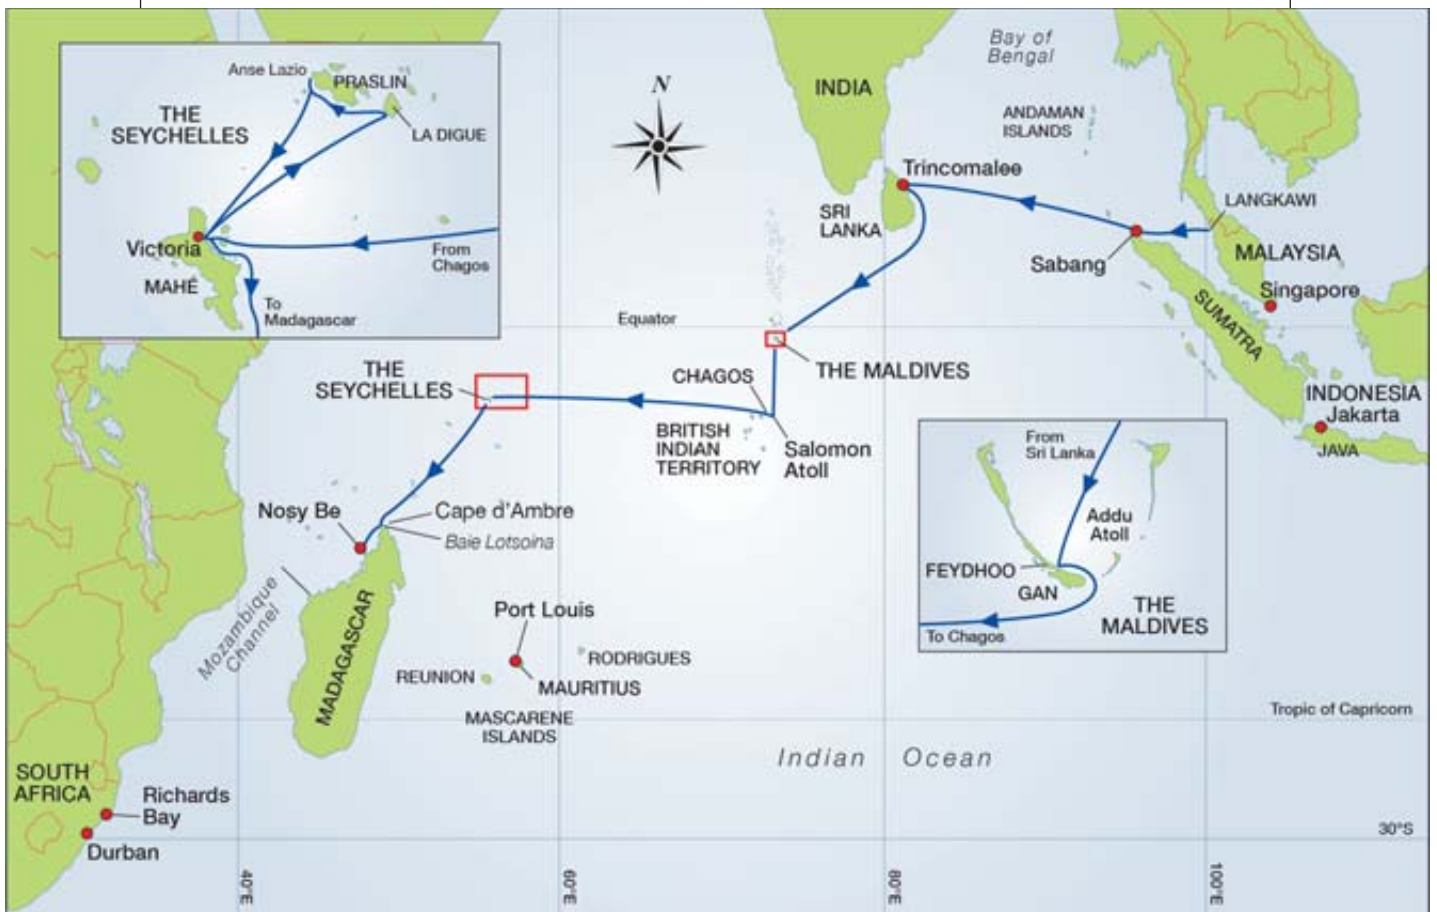 Anse Lazio
PRASLIN
THE
SEYCHELLES
LA DIGUE
Victoria
MAHÉ
From
Chagos
To
Madagascar
N
INDIA
Bay of
Bengal
ANDAMAN
ISLANDS
Trincomalee
SRI
LANKA
LANGKAWI
Sabang
MALAYSIA
Singapore
SUMATRA
Equator
THE
SEYCHELLES
CHAGOS
THE MALDIVES
BRITISH
INDIAN
TERRITORY
Salomon
Atoll
INDONESIA
Jakarta
JAVA
From
Sri Lanka
Addu
Atoll
FEYDHOO
GAN
THE
MALDIVES
To Chagos
Nosy Be
Cape d'Ambre
Baie Lotsoina
Mozambique
Channel
MADAGASCAR
Port Louis
RODRIGUES
REUNION
MAURITIUS
MASCARENE
ISLANDS
Tropic of Capricorn
Indian Ocean
SOUTH
AFRICA
Richards
Bay
Durban
30°S
40°E
60°E
80°E
100°E